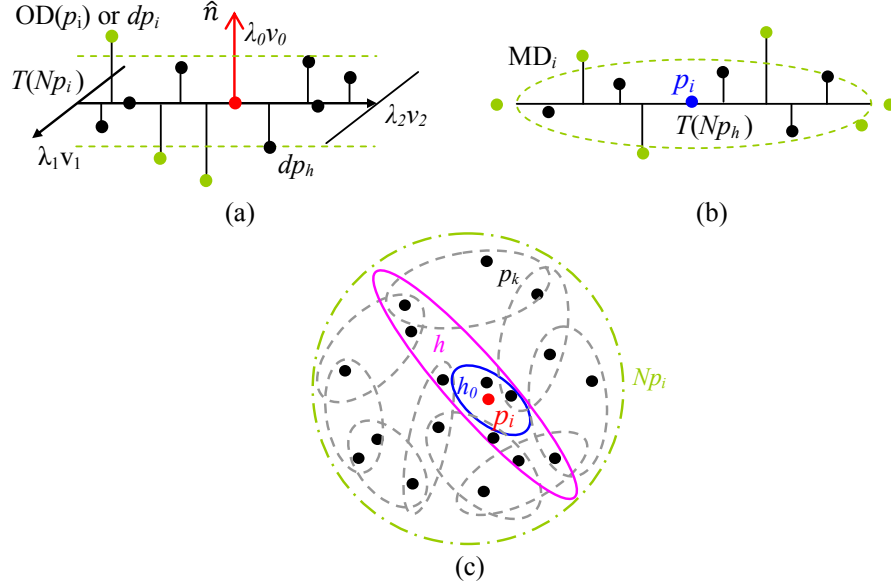 OD(pᵢ) or dpᵢ
n̂
λ₀v₀
T(Npᵢ)
λ₂v₂
λ₁v₁
dpₕ
(a)
MDᵢ
pᵢ
T(Npₕ)
(b)
pₖ
h
h₀
Npᵢ
pᵢ
(c)